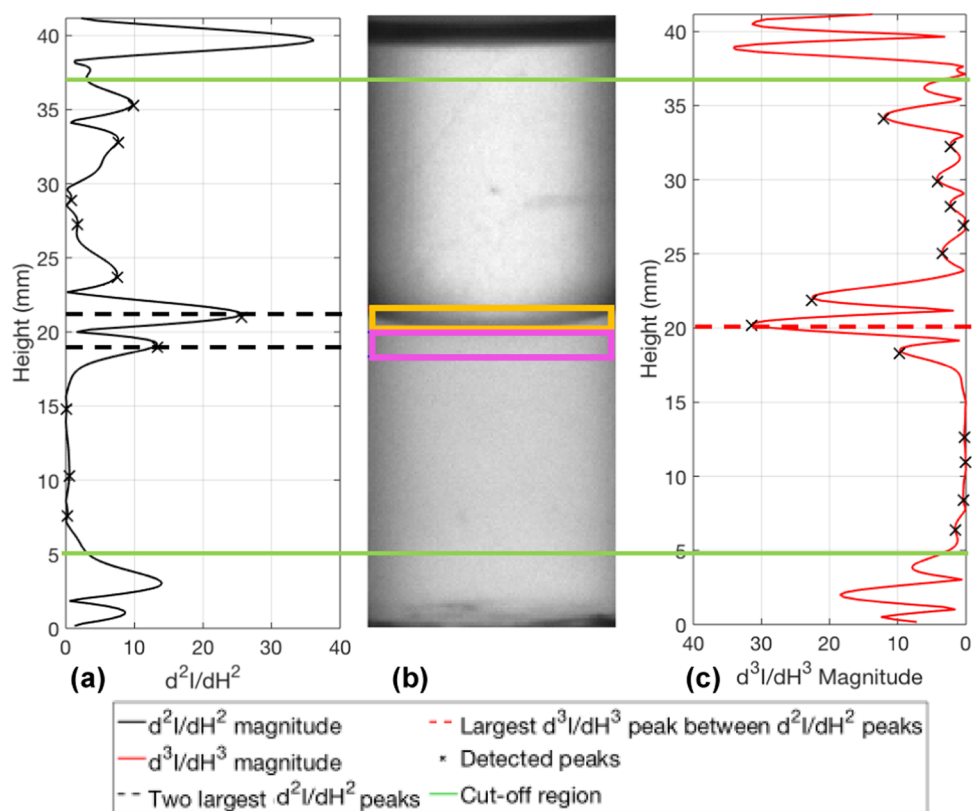 40
35
30
25
20
15
10
5
0
Height (mm)
0 10 20 30 40
(a) d²I/dH²
(b)
40
35
30
25
20
15
10
5
0
Height (mm)
40 30 20 10 0
(c) d³I/dH³ Magnitude
d²I/dH² magnitude
d³I/dH³ magnitude
Two largest d²I/dH² peaks
Largest d³I/dH³ peak between d²I/dH² peaks
Detected peaks
Cut-off region